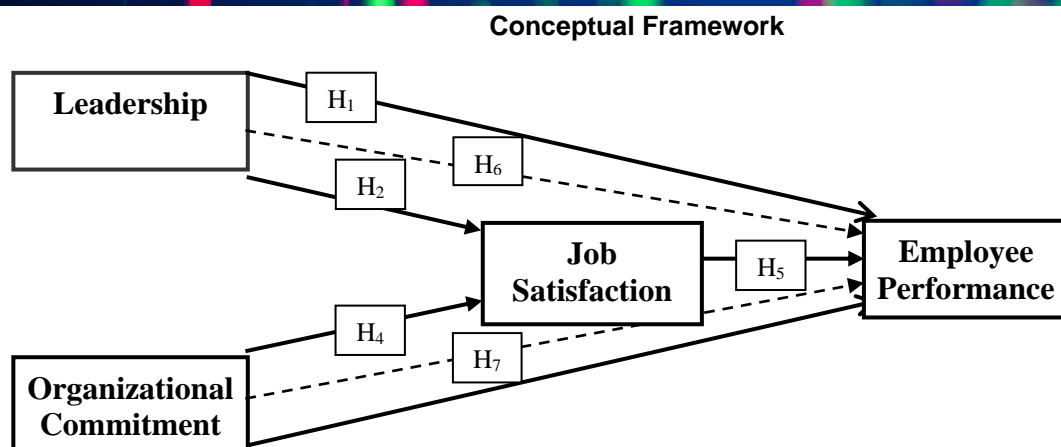 Conceptual Framework
Leadership
H₁
H₆
H₂
Job
Satisfaction
H₅
Employee
Performance
H₄
H₇
Organizational
Commitment